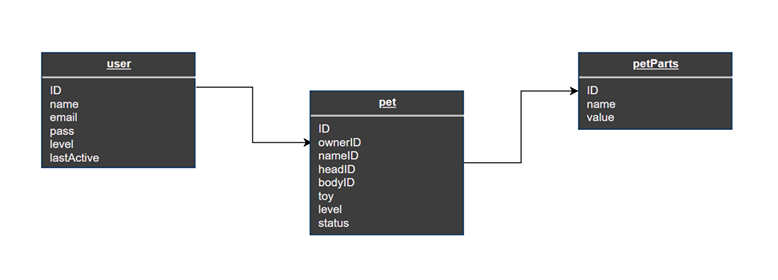 user
ID
name
email
pass
level
lastActive
pet
ID
ownerID
nameID
headID
bodyID
toy
level
status
petParts
ID
name
value